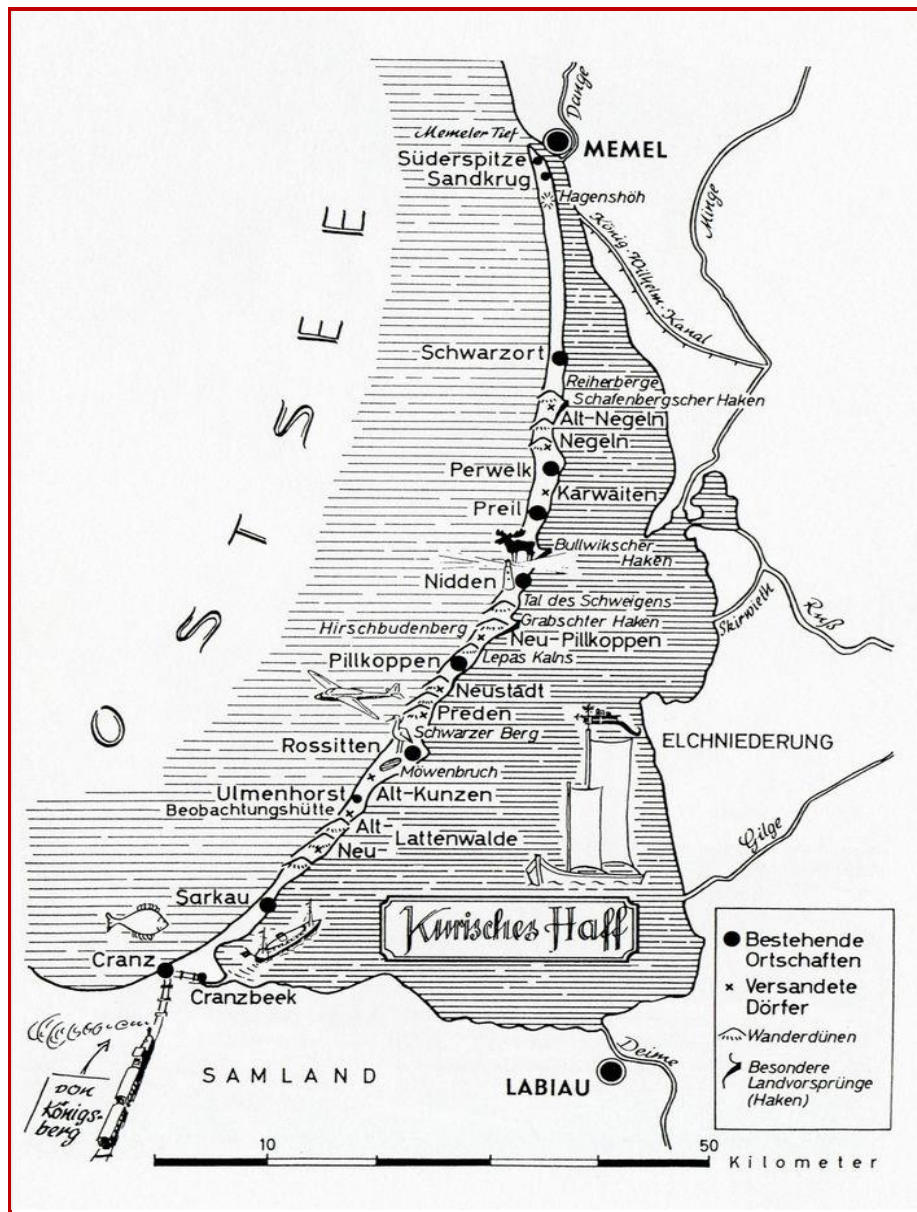 Dange
Memeler Tief
MEMEL
Süderspitze
Sandkrug
Hagenshöh
Minge
König-Wilhelm-Kanal
OSTSEE
Schwarzort
Reiherberge
Schafenbergscher Haken
Alt-Negeln
Negeln
Perwelk
Karwaiten
Preil
Bullwikscher
Haken
Nidden
Tal des Schweigens
Grabschter Haken
Hirschbudenberg
Neu-Pillkoppen
Pillkoppen
Lepas Kalns
Skirwieth
Ruß
Neustadt
Preden
Schwarzer Berg
Rossitten
ELCHNIEDERUNG
Möwenbruch
Ulmenhorst
Alt-Kunzen
Beobachtungshütte
Alt-
Lattenwalde
Neu
Gilge
Sarkau
Kurisches Haff
Cranz
Cranzbeek
Bestehende
Ortschaften
Versandete
Dörfer
Wanderdünen
Besondere
Landvorsprünge
(Haken)
Deime
SAMLAND
LABIAU
von
Königs-
berg
10
50
Kilometer